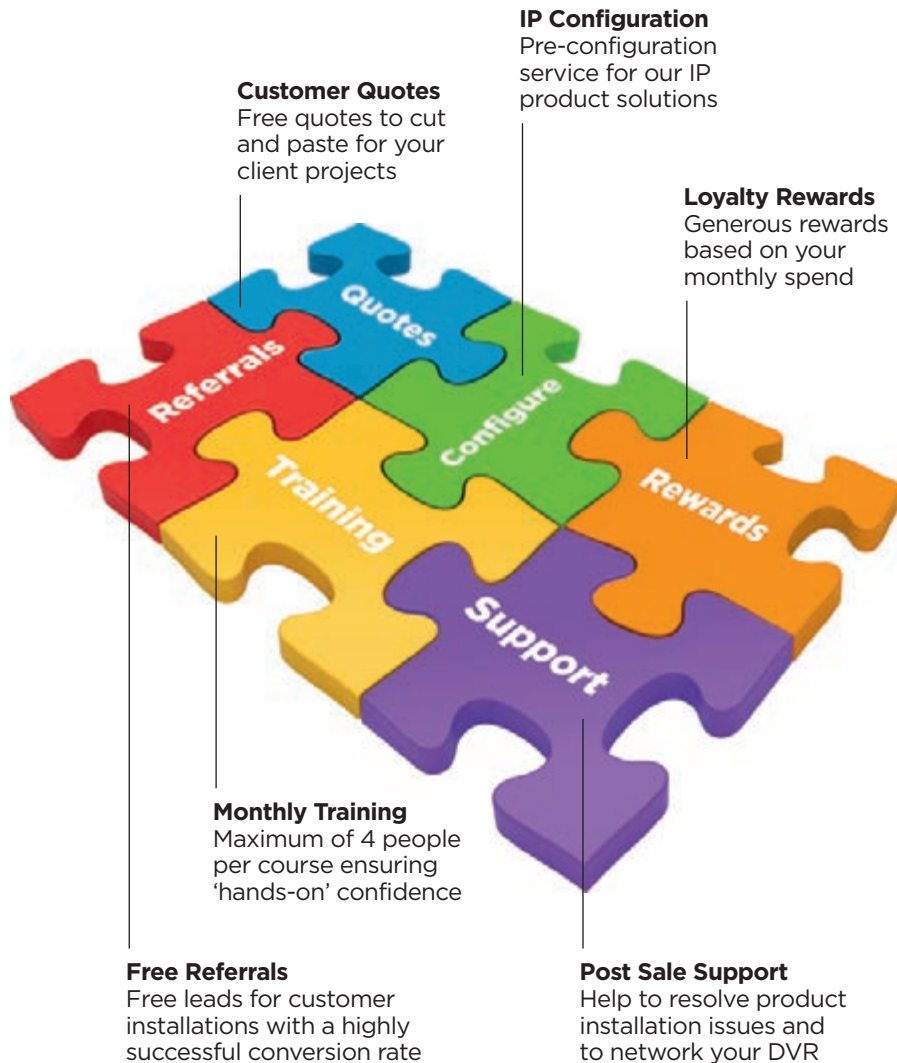 IP Configuration
Pre-configuration
service for our IP
product solutions
Customer Quotes
Free quotes to cut
and paste for your
client projects
Loyalty Rewards
Generous rewards
based on your
monthly spend
Quotes
Referrals
Configure
Training
Rewards
Support
Monthly Training
Maximum of 4 people
per course ensuring
‘hands-on’ confidence
Free Referrals
Free leads for customer
installations with a highly
successful conversion rate
Post Sale Support
Help to resolve product
installation issues and
to network your DVR